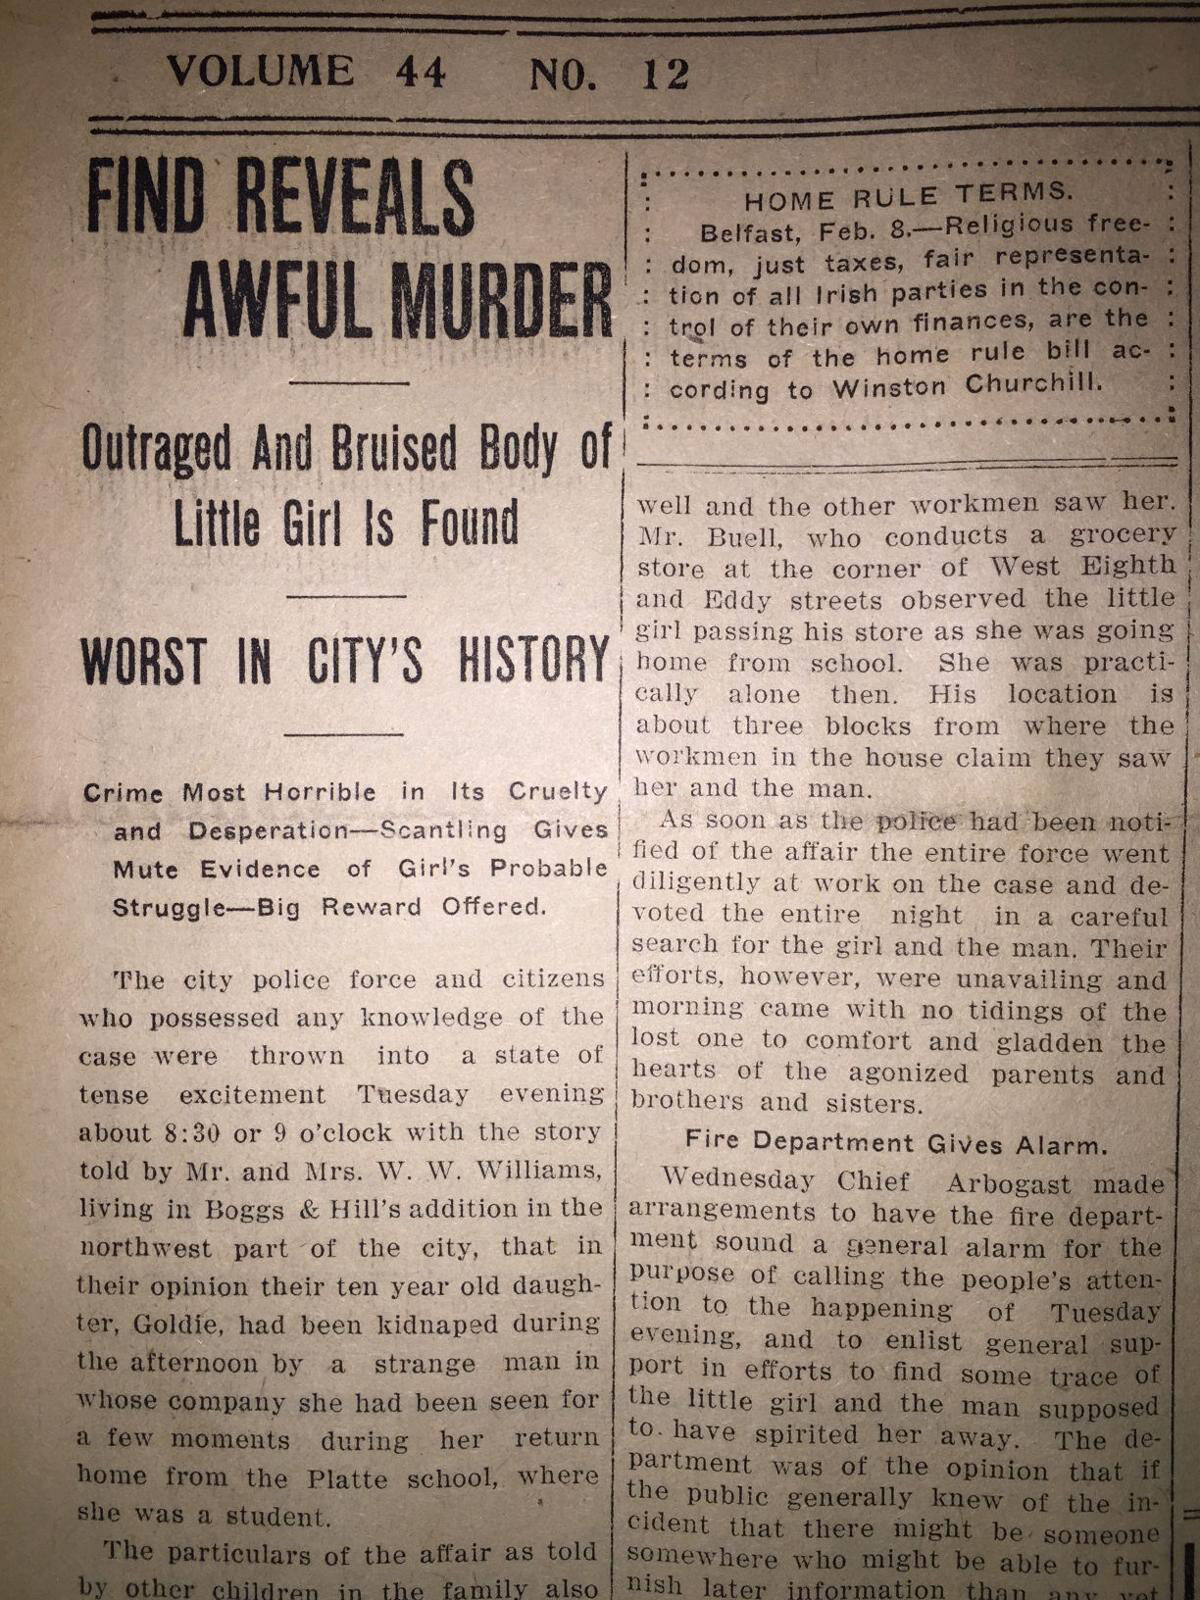 VOLUME 44 NO. 12
FIND REVEALS
AWFUL MURDER
Outraged And Bruised Body of
Little Girl Is Found
WORST IN CITY'S HISTORY
Crime Most Horrible in Its Cruelty
and Desperation—Scantling Gives
Mute Evidence of Girl's Probable
Struggle—Big Reward Offered.
The city police force and citizens
who possessed any knowledge of the
case were thrown into a state of
tense excitement Tuesday evening
about 8:30 or 9 o'clock with the story
told by Mr. and Mrs. W. W. Williams,
living in Boggs & Hill's addition in the
northwest part of the city, that in
their opinion their ten year old daugh-
ter, Goldie, had been kidnaped during
the afternoon by a strange man in
whose company she had been seen for
a few moments during her return
home from the Platte school, where
she was a student.
The particulars of the affair as told
by other children in the family also
HOME RULE TERMS.
Belfast, Feb. 8.—Religious free-
dom, just taxes, fair representa-
tion of all Irish parties in the con-
trol of their own finances, are the
terms of the home rule bill ac-
cording to Winston Churchill.
well and the other workmen saw her.
Mr. Buell, who conducts a grocery
store at the corner of West Eighth
and Eddy streets observed the little
girl passing his store as she was going
home from school. She was practi-
cally alone then. His location is
about three blocks from where the
workmen in the house claim they saw
her and the man.
As soon as the police had been noti-
fied of the affair the entire force went
diligently at work on the case and de-
voted the entire night in a careful
search for the girl and the man. Their
efforts, however, were unavailing and
morning came with no tidings of the
lost one to comfort and gladden the
hearts of the agonized parents and
brothers and sisters.
Fire Department Gives Alarm.
Wednesday Chief Arbogast made
arrangements to have the fire depart-
ment sound a general alarm for the
purpose of calling the people's atten-
tion to the happening of Tuesday
evening, and to enlist general sup-
port in efforts to find some trace of
the little girl and the man supposed
to have spirited her away. The de-
partment was of the opinion that if
the public generally knew of the in-
cident that there might be someone
somewhere who might be able to fur-
nish later information than any yet